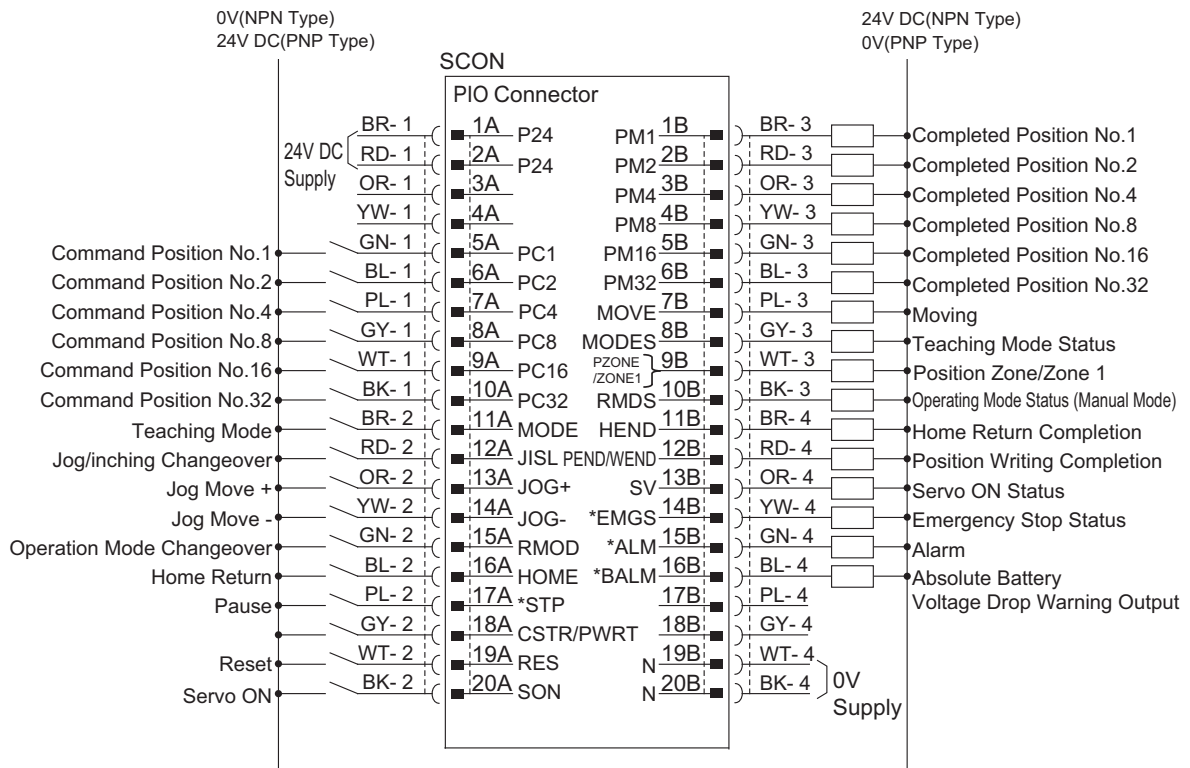 0V(NPN Type)
24V DC(PNP Type)
24V DC(NPN Type)
0V(PNP Type)
SCON
PIO Connector
24V DC
Supply
BR- 1 1A P24 PM1 1B BR- 3 Completed Position No.1
RD- 1 2A P24 PM2 2B RD- 3 Completed Position No.2
OR- 1 3A PM4 3B OR- 3 Completed Position No.4
YW- 1 4A PM8 4B YW- 3 Completed Position No.8
Command Position No.1 GN- 1 5A PC1 PM16 5B GN- 3 Completed Position No.16
Command Position No.2 BL- 1 6A PC2 PM32 6B BL- 3 Completed Position No.32
Command Position No.4 PL- 1 7A PC4 MOVE 7B PL- 3 Moving
Command Position No.8 GY- 1 8A PC8 MODES 8B GY- 3 Teaching Mode Status
Command Position No.16 WT- 1 9A PC16 PZONE /ZONE1 9B WT- 3 Position Zone/Zone 1
Command Position No.32 BK- 1 10A PC32 RMDS 10B BK- 3 Operating Mode Status (Manual Mode)
Teaching Mode BR- 2 11A MODE HEND 11B BR- 4 Home Return Completion
Jog/inching Changeover RD- 2 12A JISL PEND/WEND 12B RD- 4 Position Writing Completion
Jog Move + OR- 2 13A JOG+ SV 13B OR- 4 Servo ON Status
Jog Move - YW- 2 14A JOG- *EMGS 14B YW- 4 Emergency Stop Status
Operation Mode Changeover GN- 2 15A RMOD *ALM 15B GN- 4 Alarm
Home Return BL- 2 16A HOME *BALM 16B BL- 4 Absolute Battery
Voltage Drop Warning Output
Pause PL- 2 17A *STP 17B PL- 4
GY- 2 18A CSTR/PWRT 18B GY- 4
Reset WT- 2 19A RES N 19B WT- 4
Servo ON BK- 2 20A SON N 20B BK- 4
0V
Supply